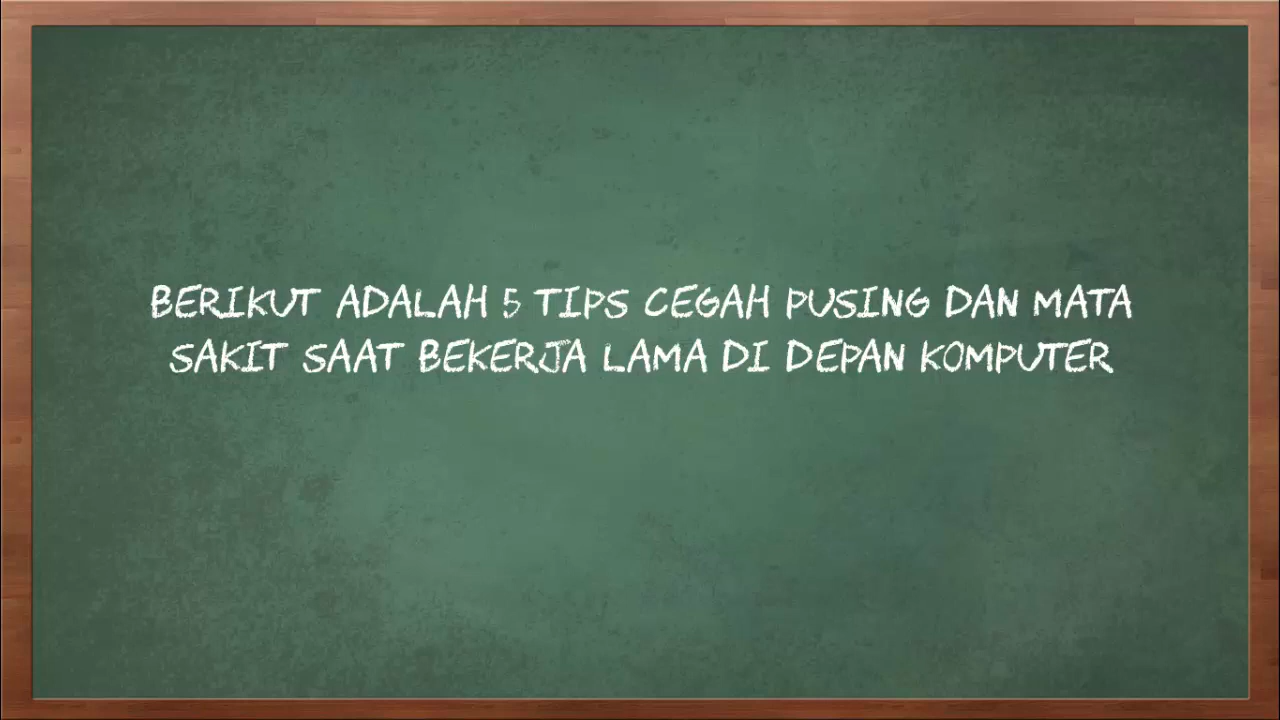 BERIKUT ADALAH 5 TIPS CEGAH PUSING DAN MATA
SAKIT SAAT BEKERJA LAMA DI DEPAN KOMPUTER